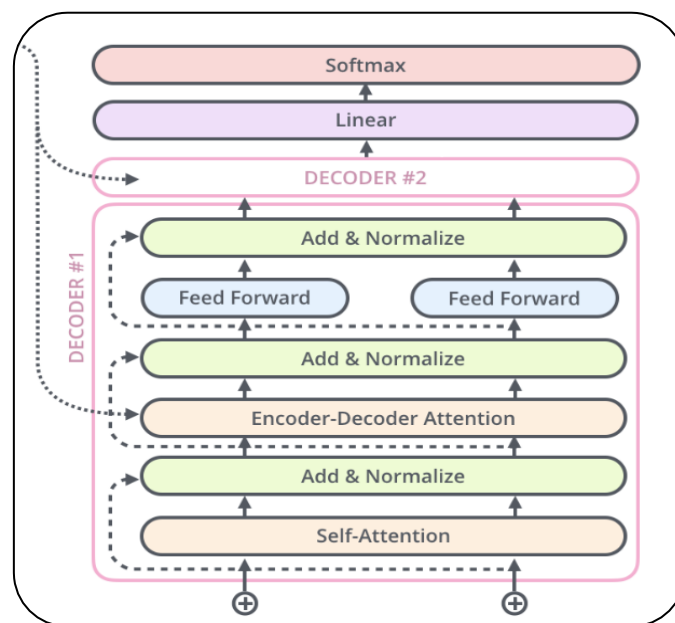 Softmax
Linear
DECODER #2
DECODER #1
Add & Normalize
Feed Forward
Feed Forward
Add & Normalize
Encoder-Decoder Attention
Add & Normalize
Self-Attention